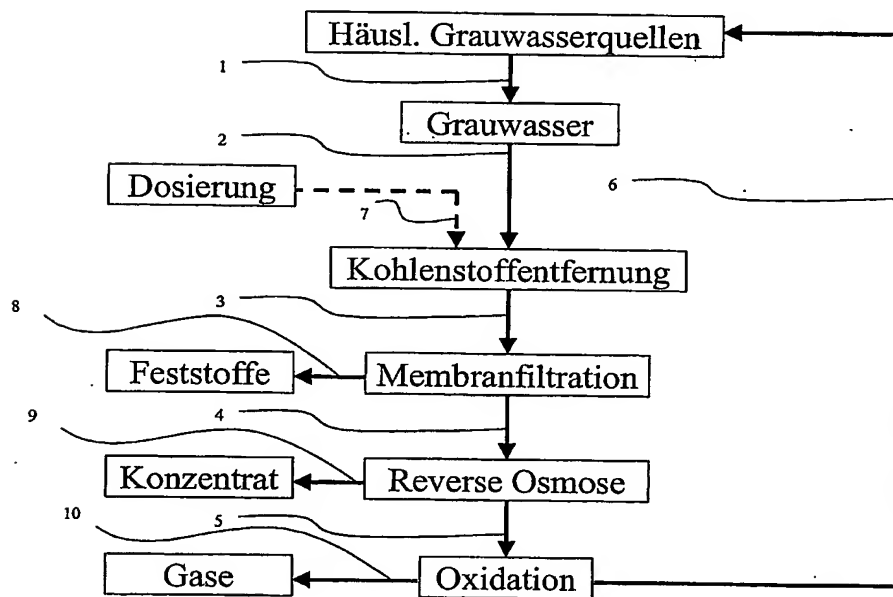 Häusl. Grauwasserquellen
1
Grauwasser
2
Dosierung
6
7
Kohlenstoffentfernung
3
8
Feststoffe
Membranfiltration
4
9
Konzentrat
Reverse Osmose
5
10
Gase
Oxidation